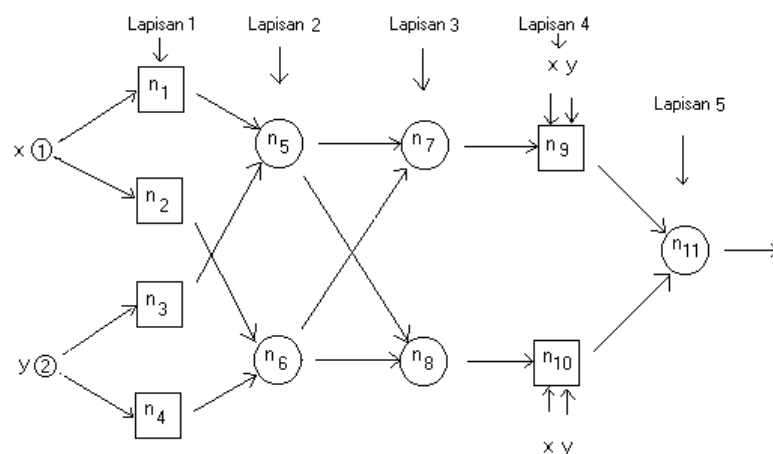 Lapisan 1
Lapisan 2
Lapisan 3
Lapisan 4
Lapisan 5
x y
n1
n5
n7
n9
x 1
n2
n11
n3
y 2
n6
n8
n10
n4
x y